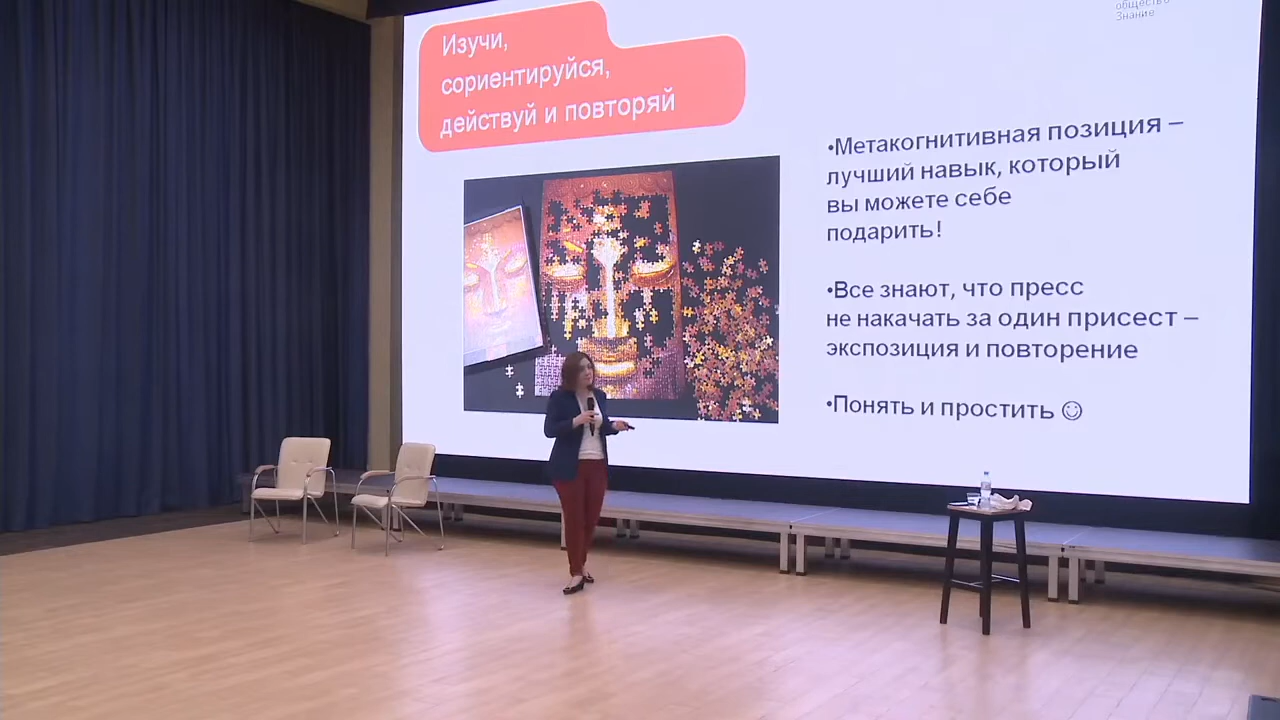 общество
Знание
Изучи,
сориентируйся,
действуй и повторяй
•Метакогнитивная позиция –
лучший навык, который
вы можете себе
подарить!
•Все знают, что пресс
не накачать за один присест –
экспозиция и повторение
•Понять и простить ☺